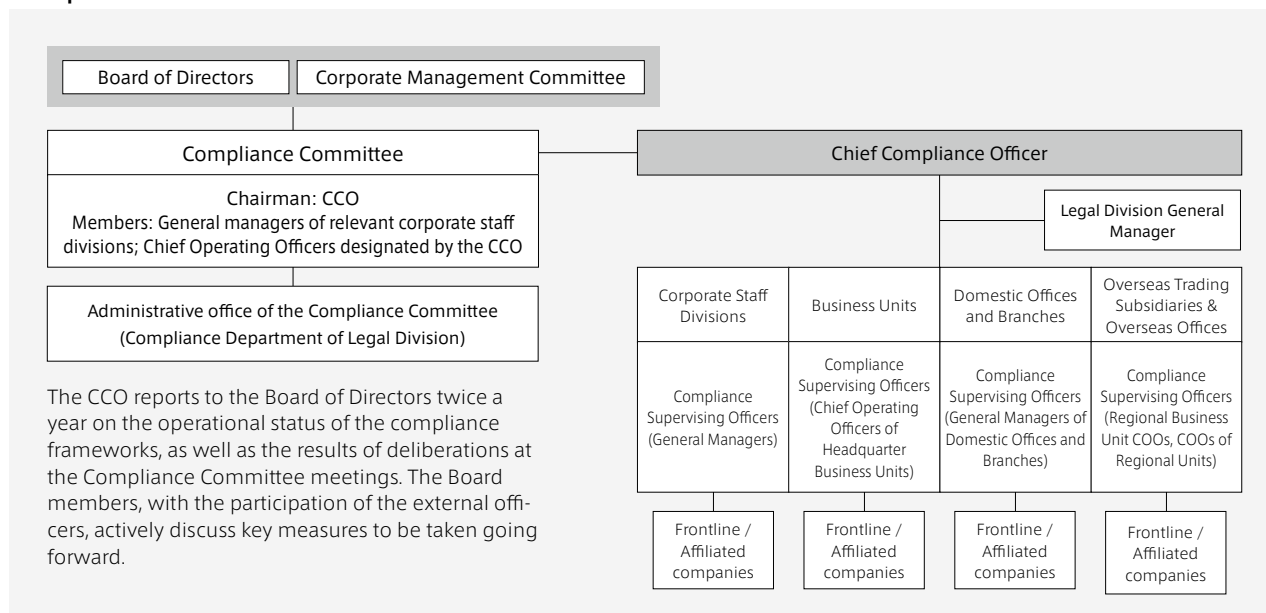 Board of Directors
Corporate Management Committee
Compliance Committee
Chairman: CCO
Members: General managers of relevant corporate staff
divisions; Chief Operating Officers designated by the CCO
Administrative office of the Compliance Committee
(Compliance Department of Legal Division)
The CCO reports to the Board of Directors twice a
year on the operational status of the compliance
frameworks, as well as the results of deliberations at
the Compliance Committee meetings. The Board
members, with the participation of the external offi-
cers, actively discuss key measures to be taken going
forward.
Chief Compliance Officer
Legal Division General
Manager
Corporate Staff
Divisions
Business Units
Domestic Offices
and Branches
Overseas Trading
Subsidiaries &
Overseas Offices
Compliance
Supervising Officers
(General Managers)
Compliance
Supervising Officers
(Chief Operating
Officers of
Headquarter
Business Units)
Compliance
Supervising Officers
(General Managers of
Domestic Offices and
Branches)
Compliance
Supervising Officers
(Regional Business
Unit COOs, COOs of
Regional Units)
Frontline /
Affiliated
companies
Frontline /
Affiliated
companies
Frontline /
Affiliated
companies
Frontline /
Affiliated
companies